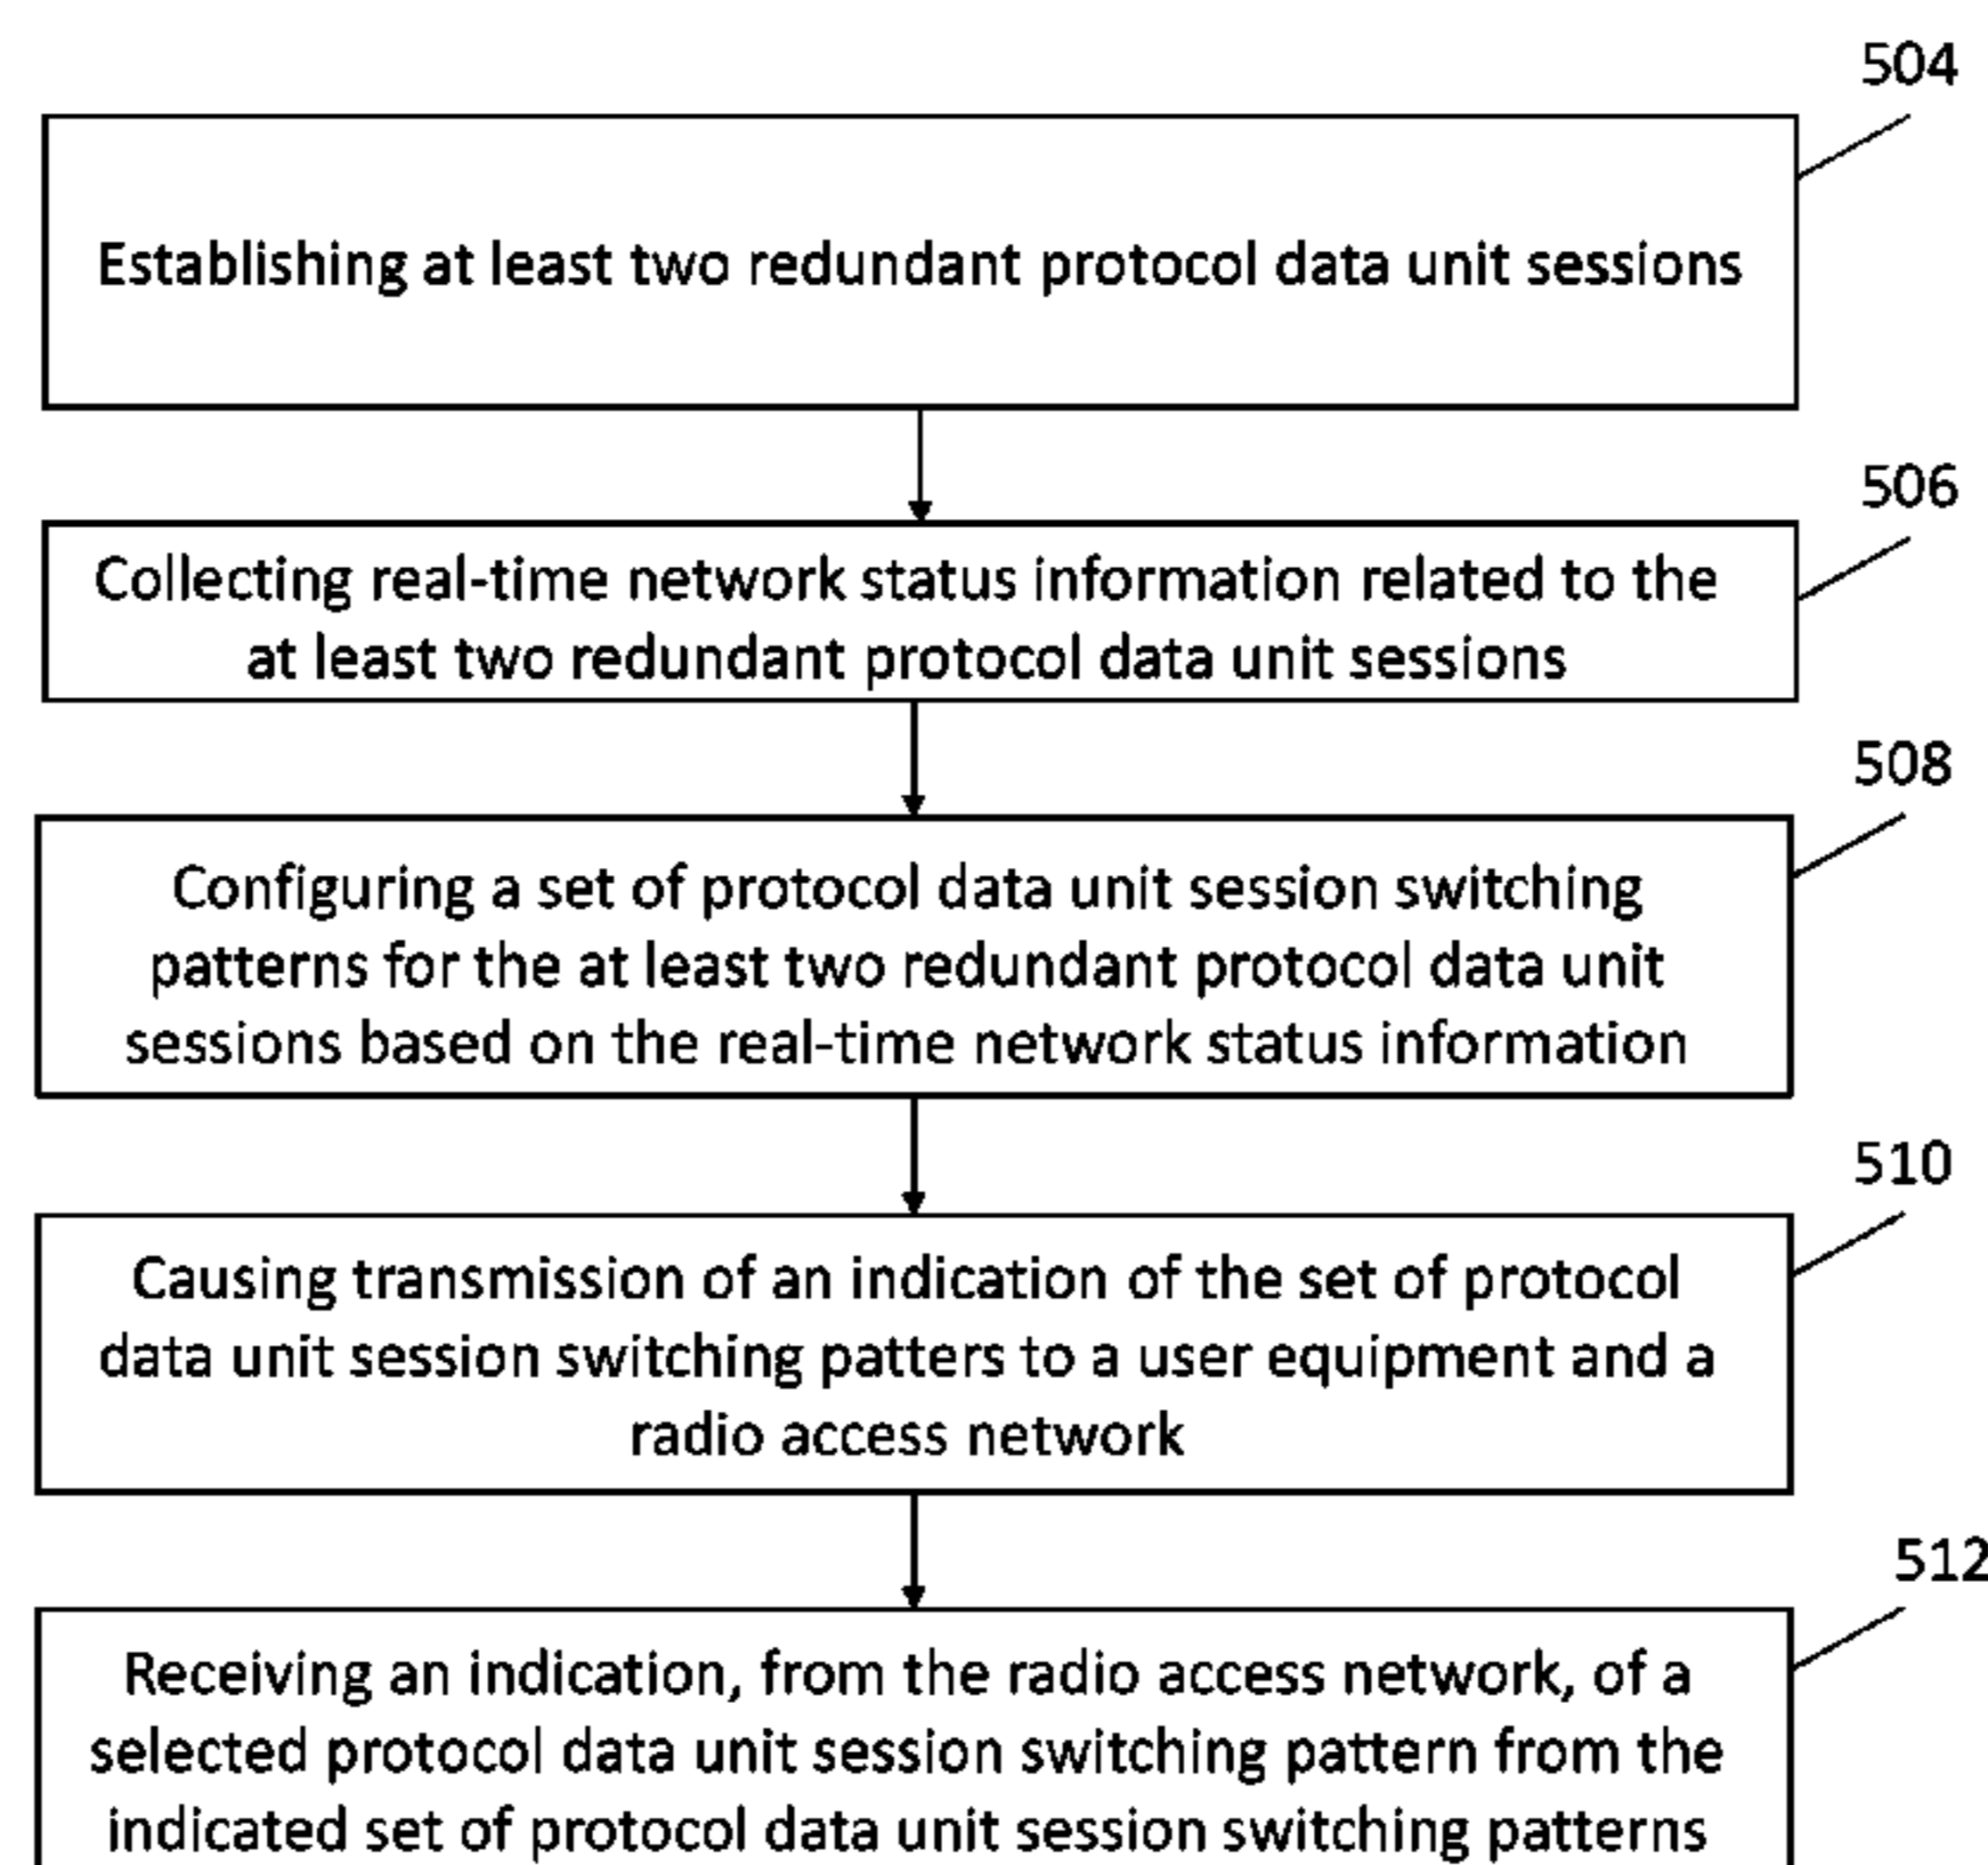 504
Establishing at least two redundant protocol data unit sessions
506
Collecting real-time network status information related to the
at least two redundant protocol data unit sessions
508
Configuring a set of protocol data unit session switching
patterns for the at least two redundant protocol data unit
sessions based on the real-time network status information
510
Causing transmission of an indication of the set of protocol
data unit session switching patters to a user equipment and a
radio access network
512
Receiving an indication, from the radio access network, of a
selected protocol data unit session switching pattern from the
indicated set of protocol data unit session switching patterns